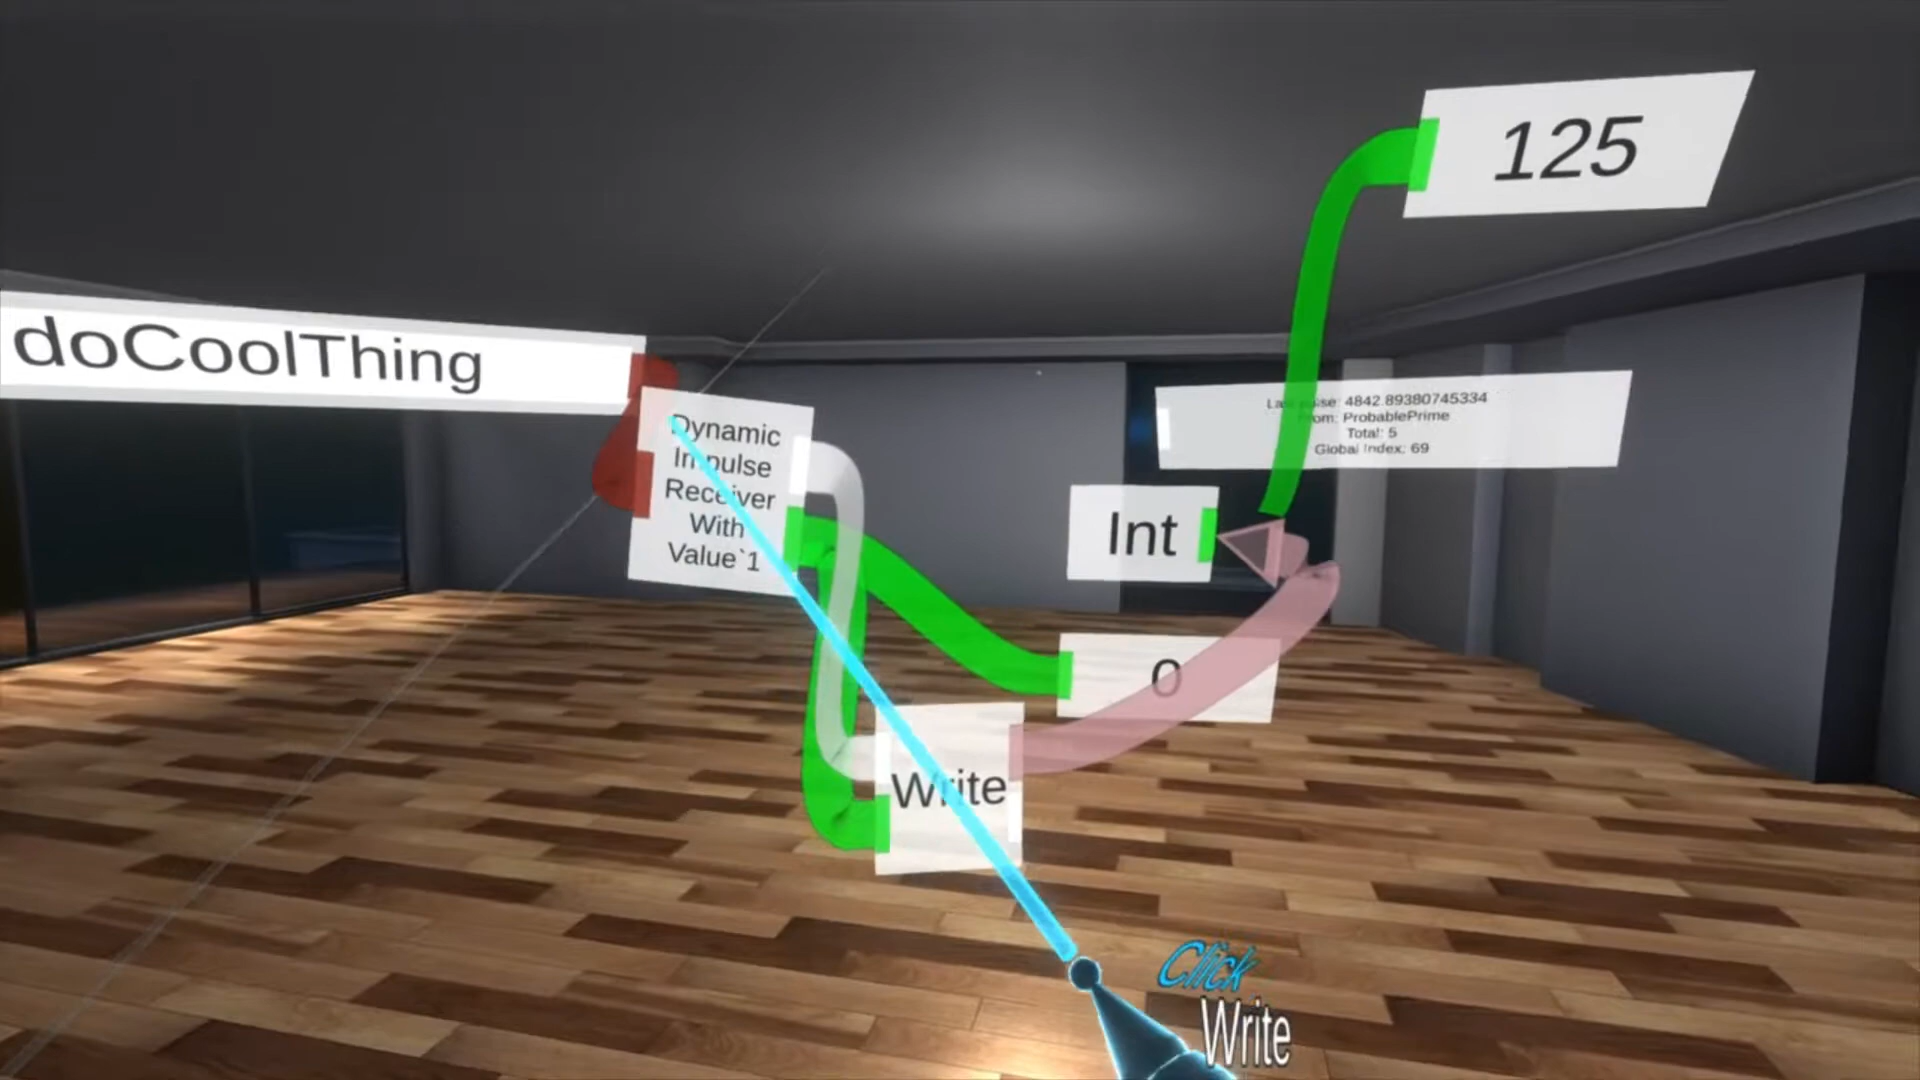 125
doCoolThing
Last pulse: 4842.89380745334
From: ProbablePrime
Total: 5
Global Index: 69
Dynamic
Impulse
Receiver
With
Value`1
Int
0
Write
Click
Write